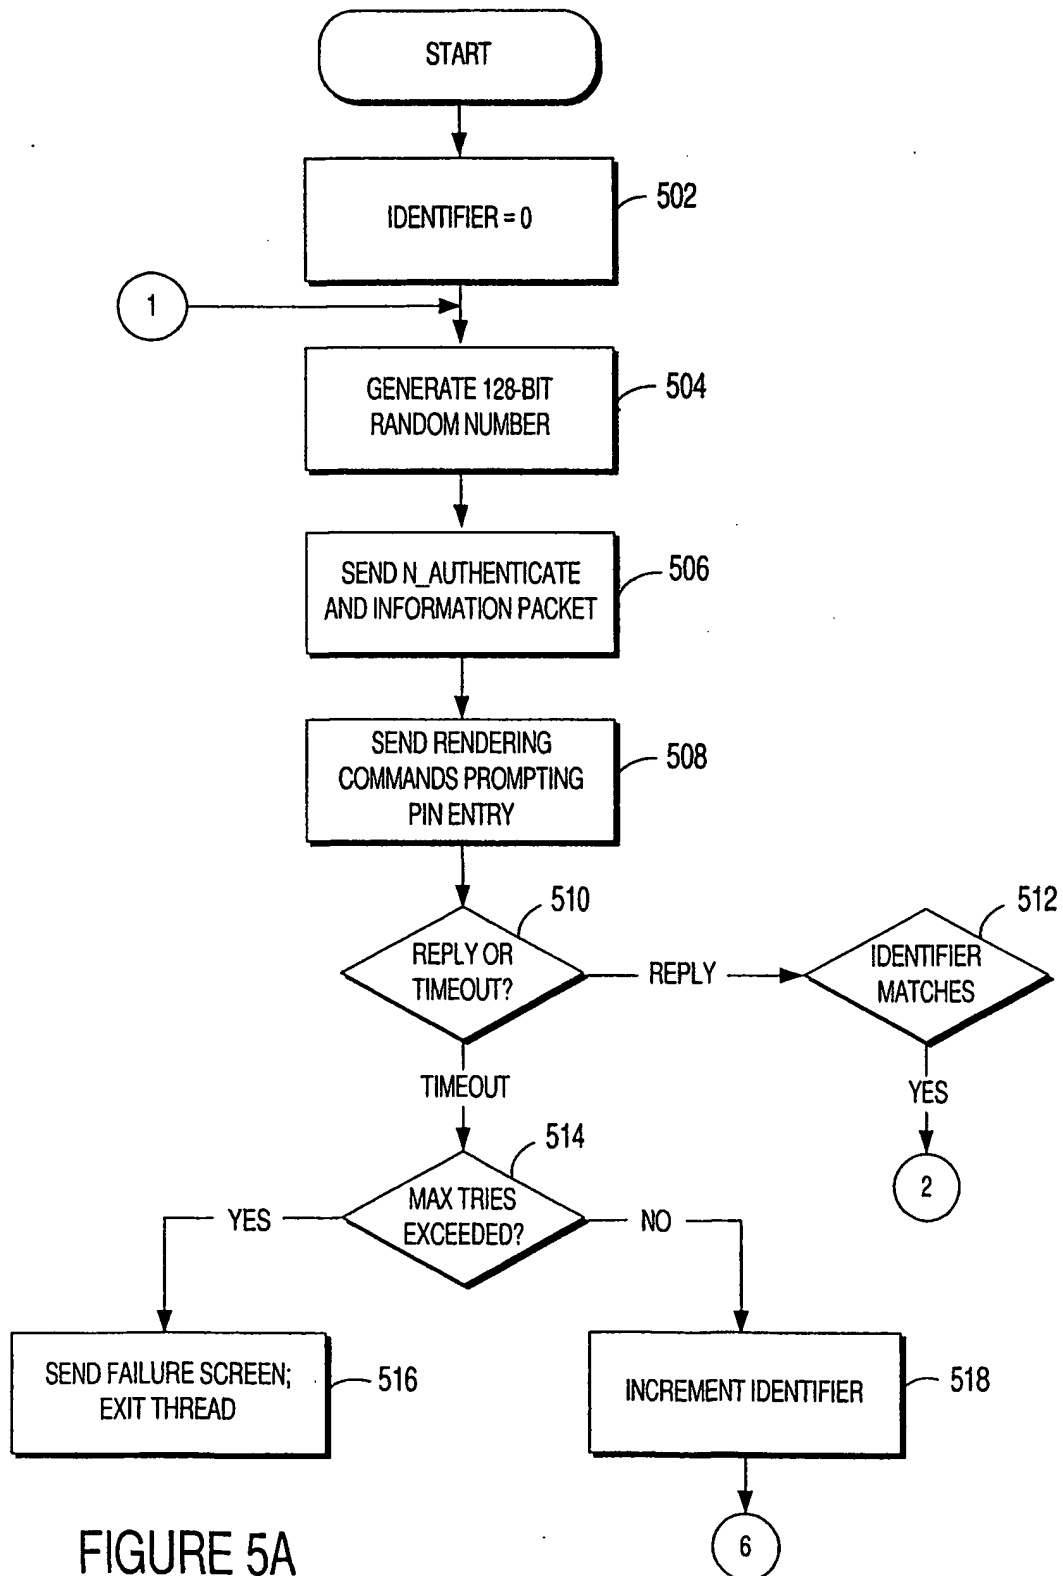 START
IDENTIFIER = 0
502
1
GENERATE 128-BIT
RANDOM NUMBER
504
SEND N_AUTHENTICATE
AND INFORMATION PACKET
506
SEND RENDERING
COMMANDS PROMPTING
PIN ENTRY
508
510
REPLY OR
TIMEOUT?
REPLY
512
IDENTIFIER
MATCHES
TIMEOUT
YES
2
514
MAX TRIES
EXCEEDED?
YES
NO
SEND FAILURE SCREEN;
EXIT THREAD
516
INCREMENT IDENTIFIER
518
6
FIGURE 5A